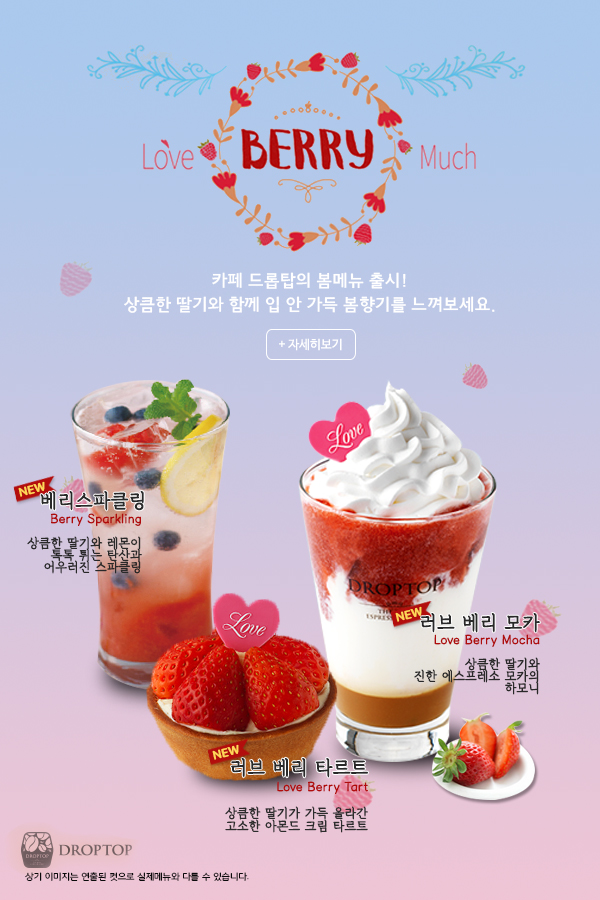 Love BERRY Much
카페 드롭탑의 봄메뉴 출시!
상큼한 딸기와 함께 입 안 가득 봄향기를 느껴보세요.
+ 자세히보기
Love
NEW
베리스파클링
Berry Sparkling
상큼한 딸기와 레몬이
톡톡 튀는 탄산과
어우러진 스파클링
DROPTOP
THE
ESPRESS
NEW
러브 베리 모카
Love Berry Mocha
상큼한 딸기와
진한 에스프레소 모카의
하모니
Love
NEW
러브 베리 타르트
Love Berry Tart
상큼한 딸기가 가득 올라간
고소한 아몬드 크림 타르트
DROPTOP
DROPTOP
상기 이미지는 연출된 컷으로 실제메뉴와 다를 수 있습니다.